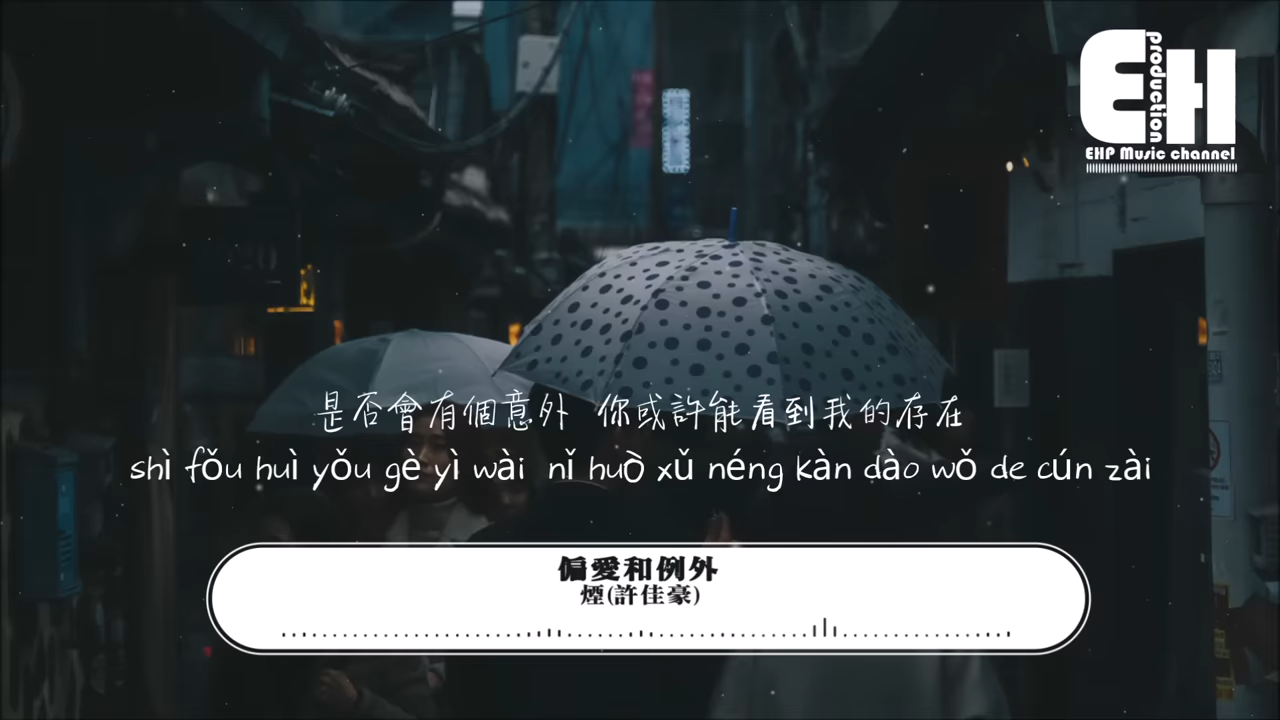 EH
production
EHP Music channel
是否會有個意外 你或許能看到我的存在
shì fǒu huì yǒu gè yì wài nǐ huò xǔ néng kàn dào wǒ de cún zài
偏愛和例外
煙(許佳豪)